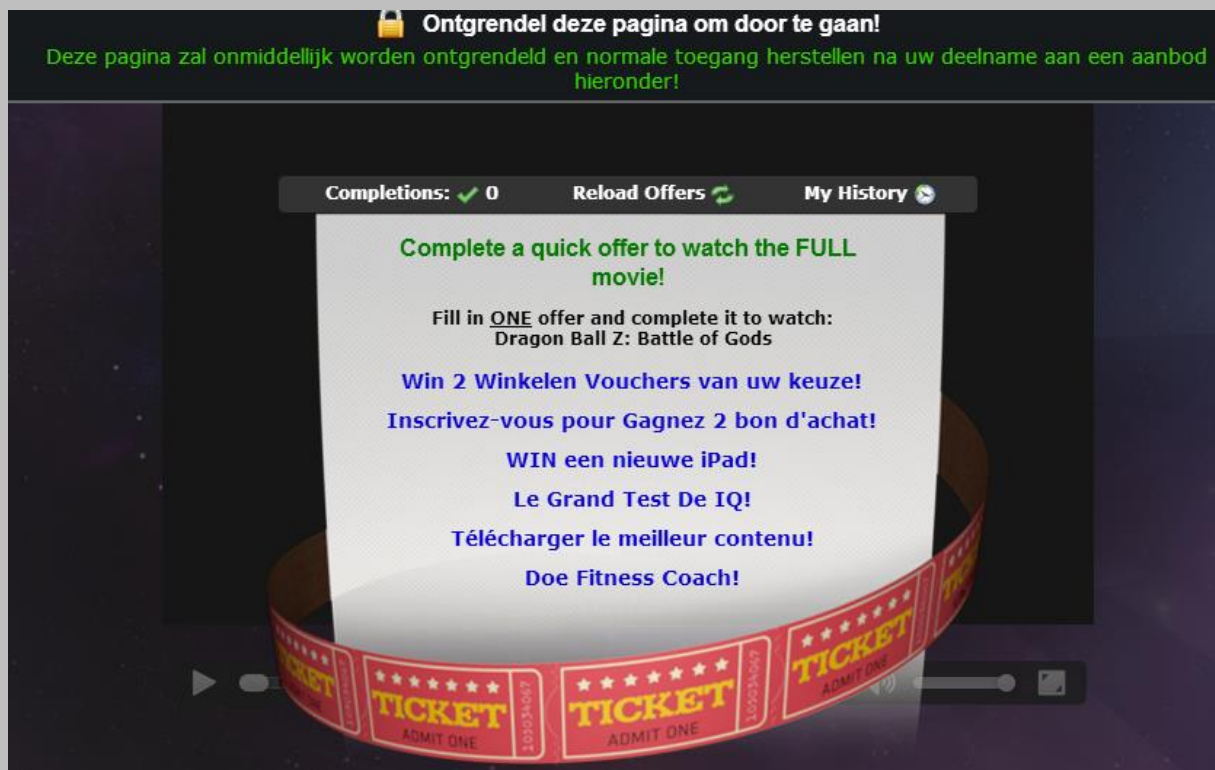 Ontgrendel deze pagina om door te gaan!
Deze pagina zal onmiddellijk worden ontgrendeld en normale toegang herstellen na uw deelname aan een aanbod
hieronder!
Completions: 0 Reload Offers My History
Complete a quick offer to watch the FULL
movie!
Fill in ONE offer and complete it to watch:
Dragon Ball Z: Battle of Gods
Win 2 Winkelen Vouchers van uw keuze!
Inscrivez-vous pour Gagnez 2 bon d'achat!
WIN een nieuwe iPad!
Le Grand Test De IQ!
Télécharger le meilleur contenu!
Doe Fitness Coach!
TICKET
ADMIT ONE
105034067
TICKET
ADMIT ONE
105034067
TICKET
ADMIT ONE